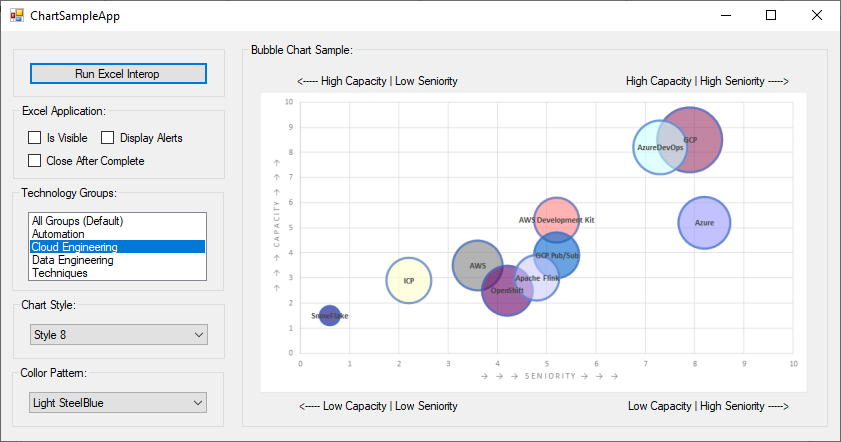 ChartSampleApp
Run Excel Interop
Excel Application:
Is Visible
Display Alerts
Close After Complete
Technology Groups:
All Groups (Default)
Automation
Cloud Engineering
Data Engineering
Techniques
Chart Style:
Style 8
Collor Pattern:
Light SteelBlue
Bubble Chart Sample:
<----- High Capacity | Low Seniority
High Capacity | High Seniority ----->
10
9
8
7
6
5
4
3
2
1
0
→ → → CAPACITY → → →
AzureDevOps
GCP
AWS Development Kit
Azure
GCP Pub/Sub
AWS
Apache Flink
ICP
OpenShift
SnowFlake
0 1 2 3 4 5 6 7 8 9 10
→ → → SENIORITY → → →
<----- Low Capacity | Low Seniority
Low Capacity | High Seniority ----->